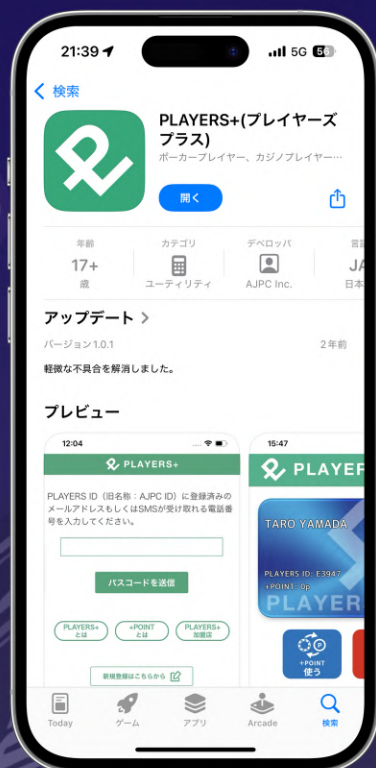 21:39
5G 56
検索
PLAYERS+(プレイヤーズ
プラス)
ポーカープレイヤー、カジノプレイヤー…
開く
年齢
カテゴリ
デベロッパ
17+
歳
ユーティリティ
AJPC Inc.
JA
日本
アップデート
バージョン1.0.1
2年前
軽微な不具合を解消しました。
プレビュー
12:04
PLAYERS+
PLAYERS ID(旧名称:AJPC ID)に登録済みの
メールアドレスもしくはSMSが受け取れる電話番
号を入力してください。
パスコードを送信
PLAYERS+
とは
+POINT
とは
PLAYERS+
加盟店
新規登録はこちらから
15:47
PLAYER
TARO YAMADA
PLAYERS ID: E3947
+POINT: 0p
PLAYER
+POINT
使う
Today
ゲーム
アプリ
Arcade
検索